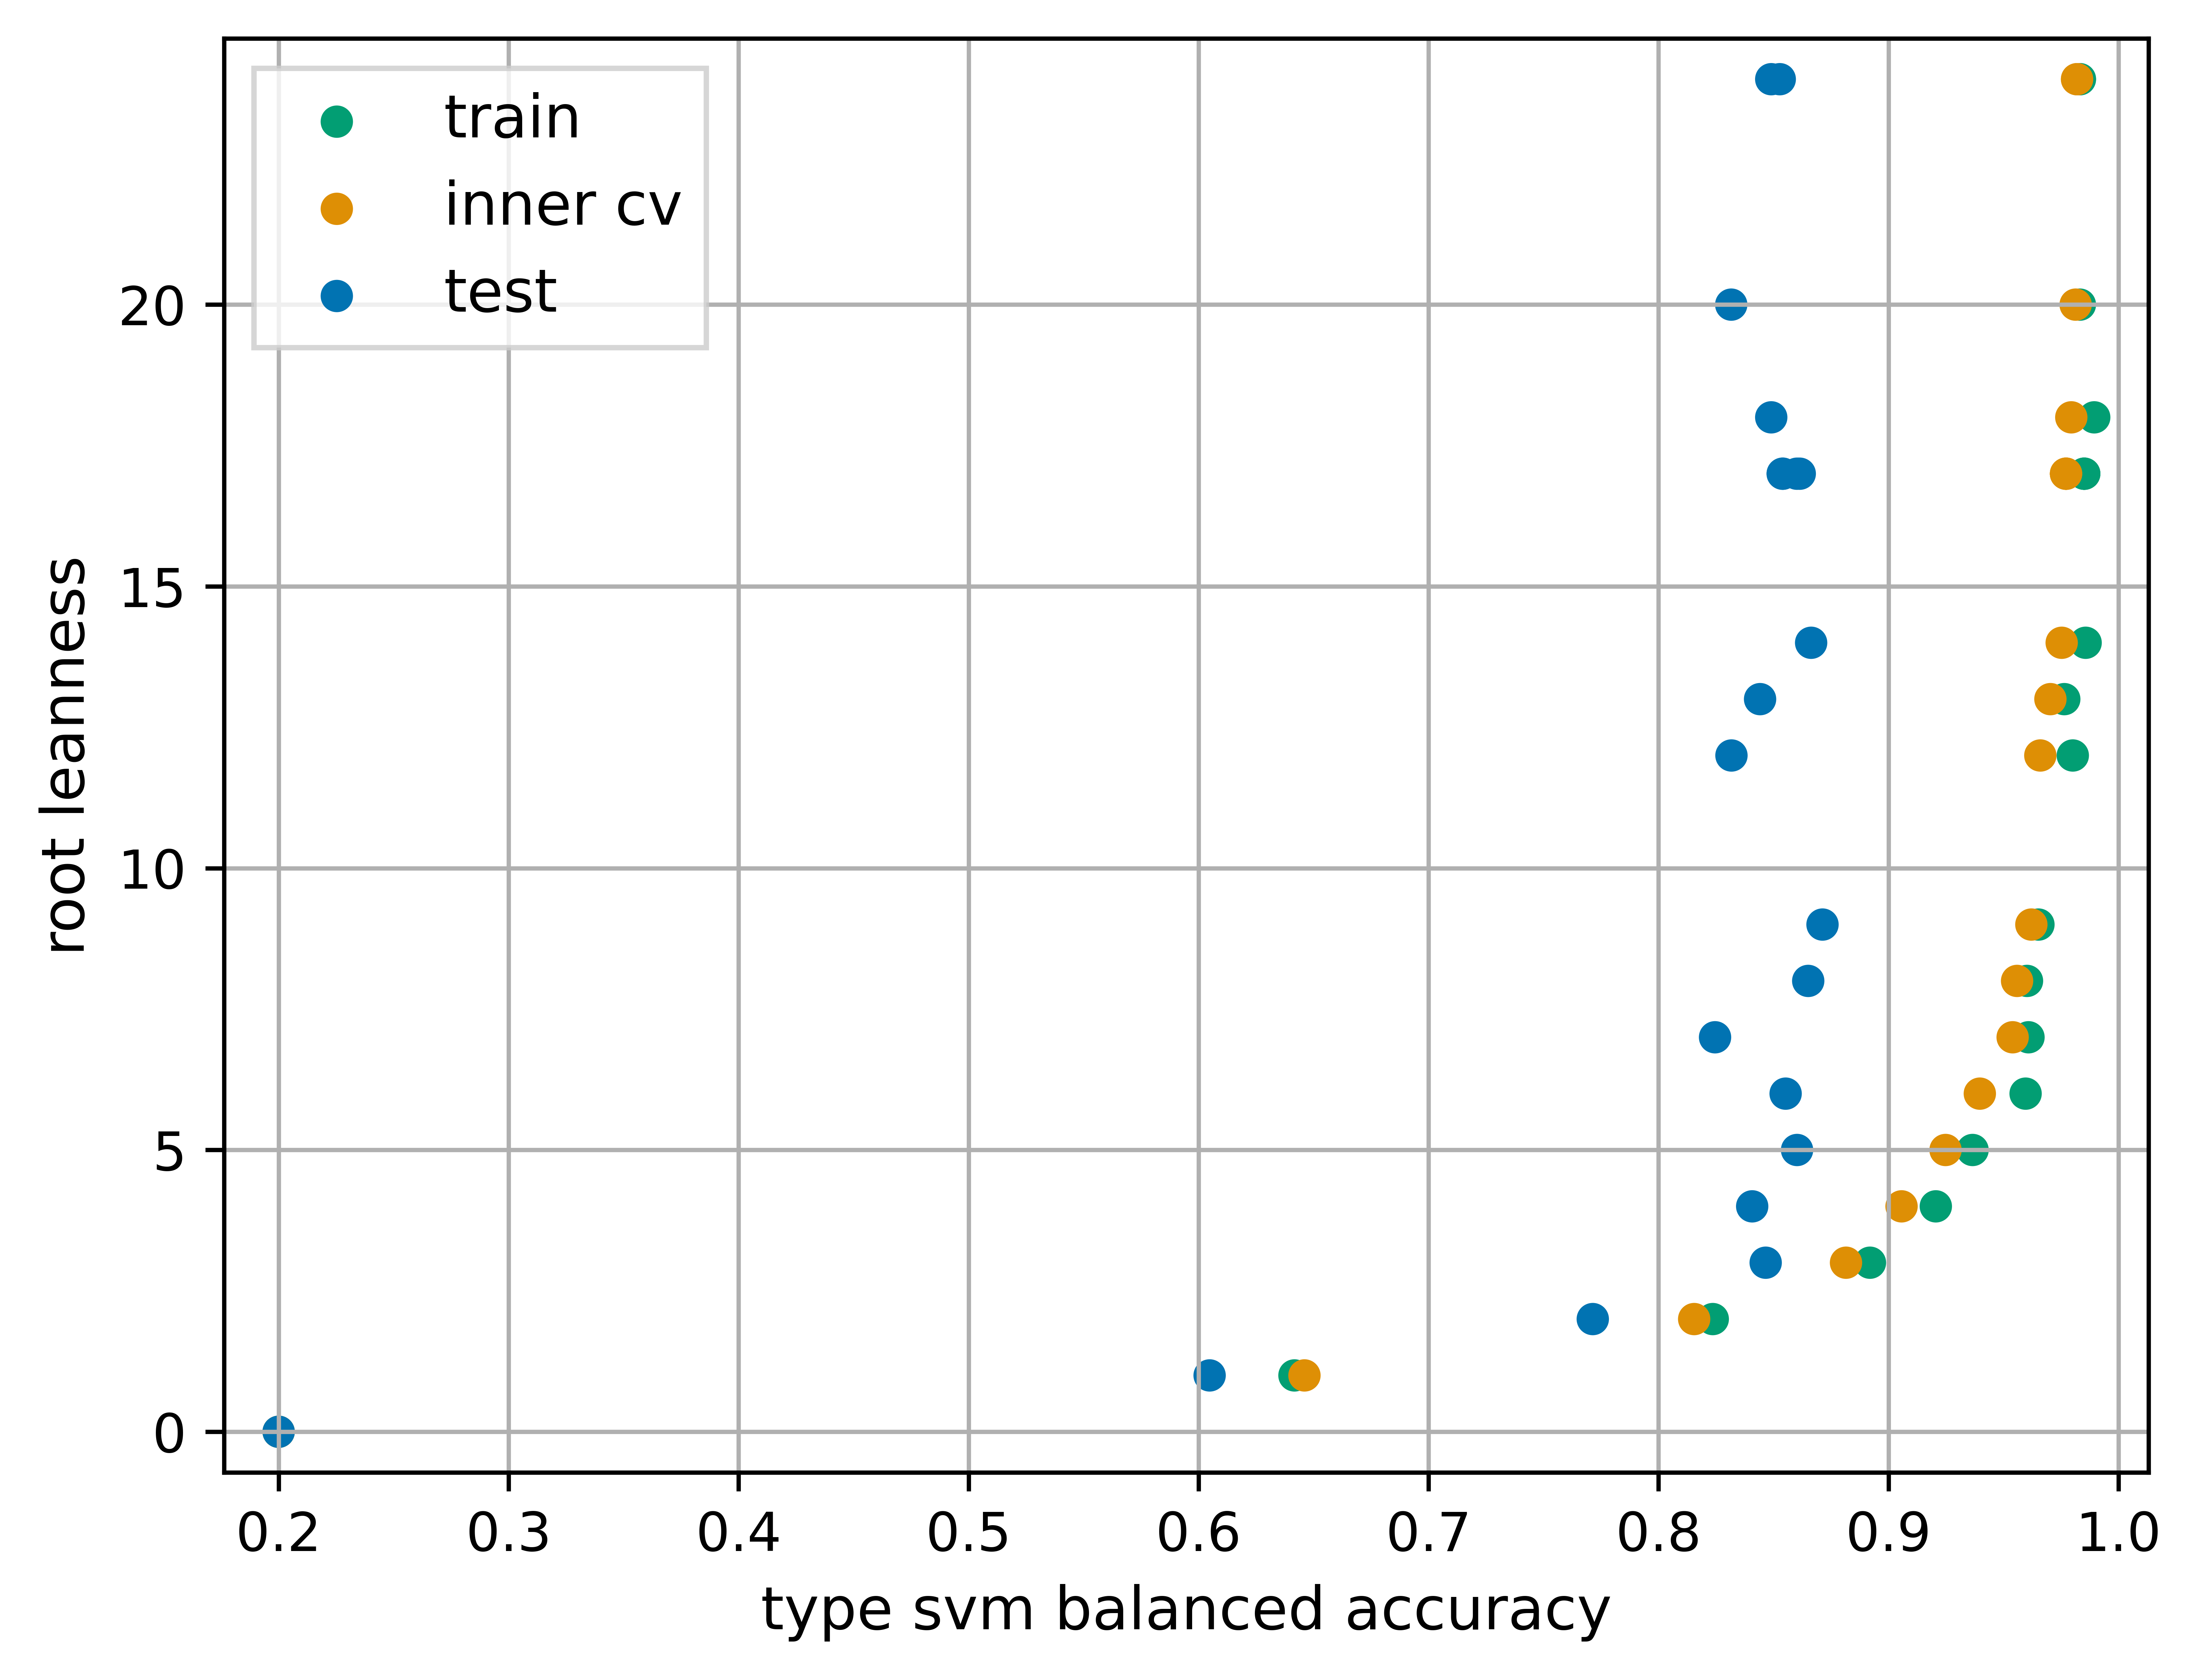 train
inner cv
test
20
15
10
5
0
root leanness
0.2 0.3 0.4 0.5 0.6 0.7 0.8 0.9 1.0
type svm balanced accuracy